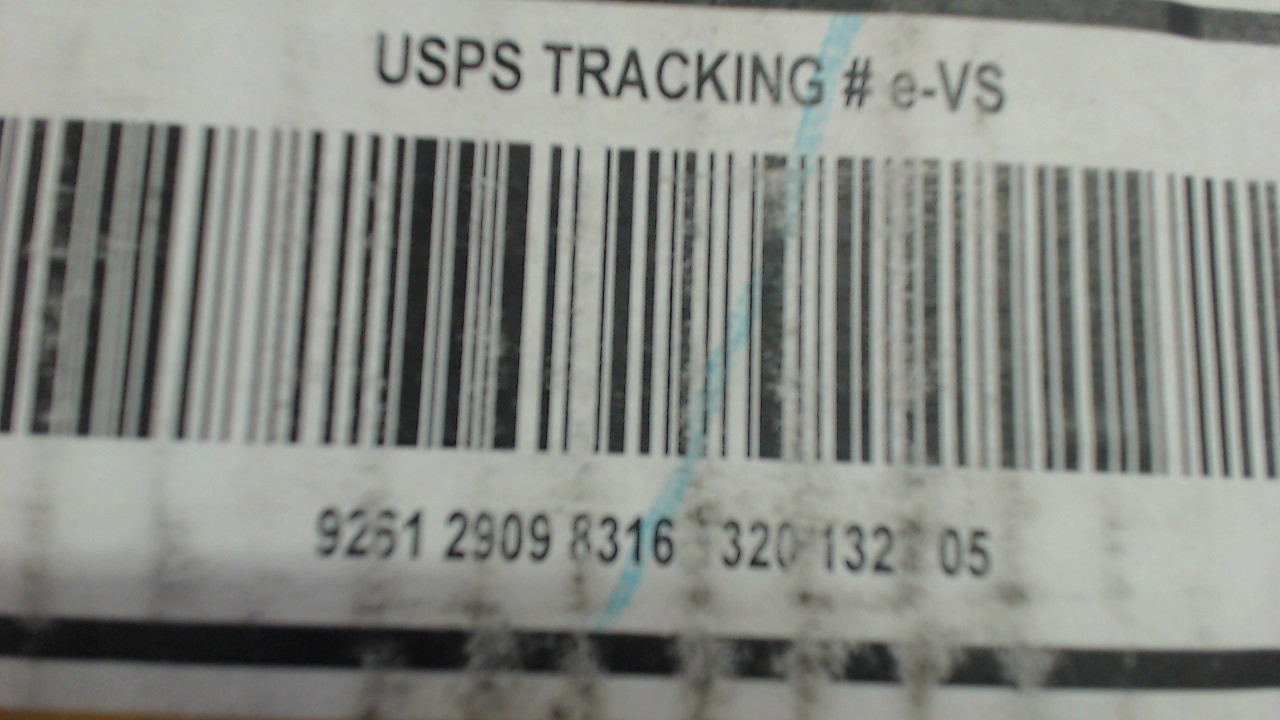 USPS TRACKING # e-VS
9261 2909 8316 320 132 05